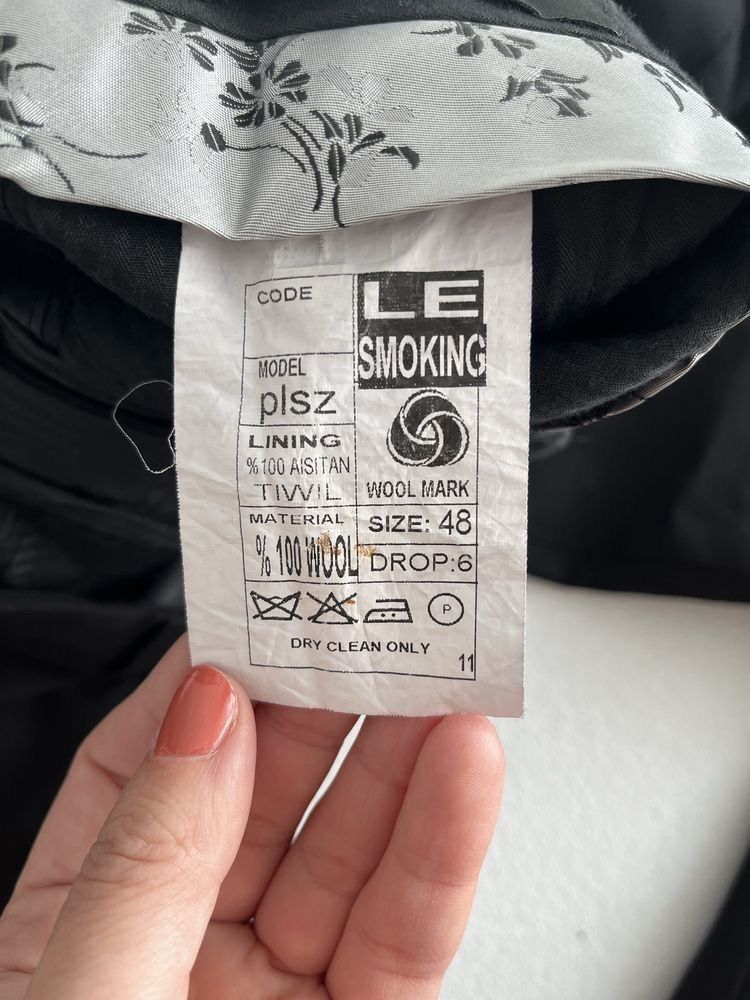 CODE
LE
SMOKING
MODEL
plsz
LINING
%100 AISITAN
TIWIL
WOOL MARK
MATERIAL
% 100 WOOL
SIZE: 48
DROP:6
P
DRY CLEAN ONLY
11